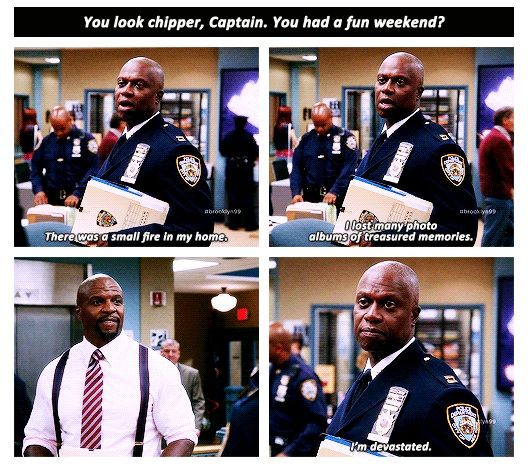 You look chipper, Captain. You had a fun weekend?
#brooklyn99
There was a small fire in my home.
#brooklyn99
I lost many photo
albums of treasured memories.
I'm devastated.